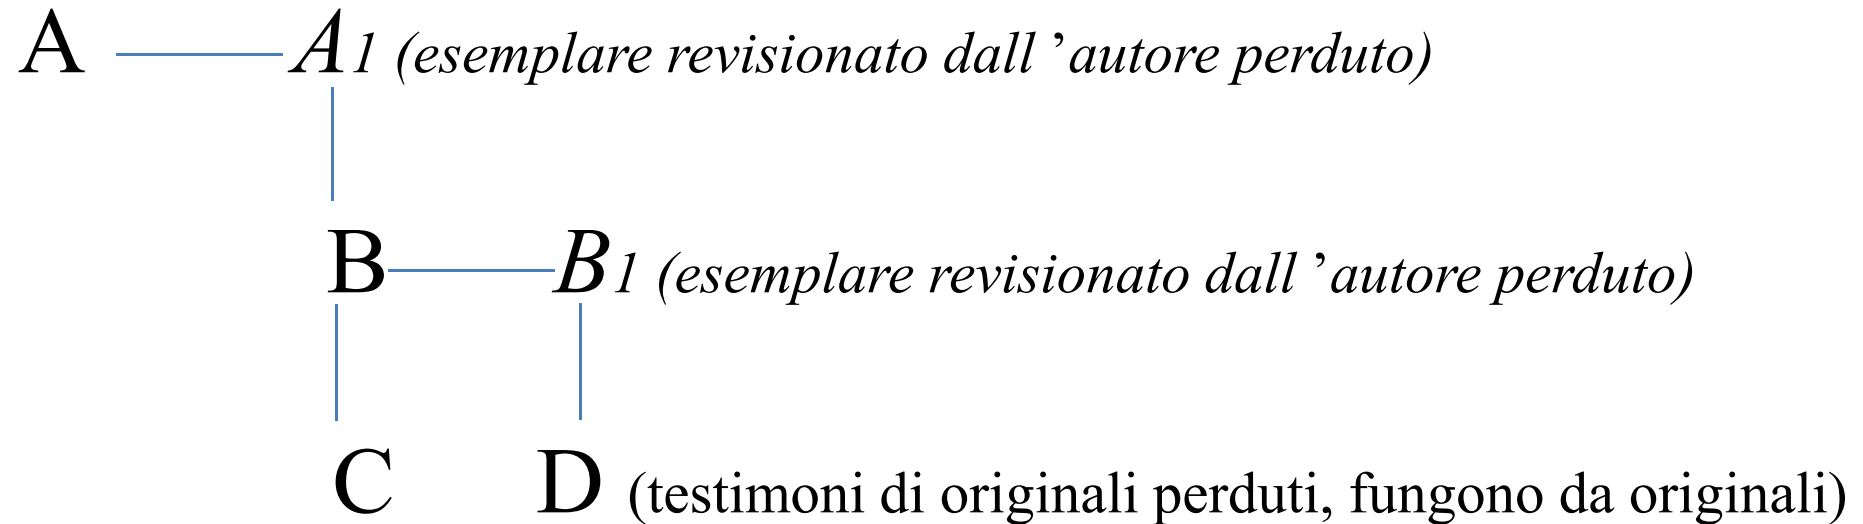 A A1 (esemplare revisionato dall ’autore perduto)
B B1 (esemplare revisionato dall ’autore perduto)
C D (testimoni di originali perduti, fungono da originali)